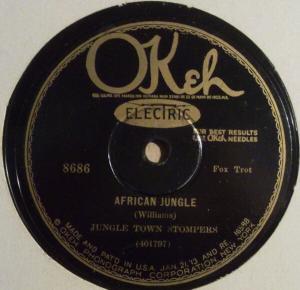 OKeh
ELECTRIC
FOR BEST RESULTS
USE OKeh NEEDLES
8686
Fox Trot
AFRICAN JUNGLE
(Williams)
JUNGLE TOWN STOMPERS
(401797)
MADE AND PAT'D IN U.S.A. JAN. 21, '13 AND RE. 16588
OKEH PHONOGRAPH CORPORATION NEW YORK